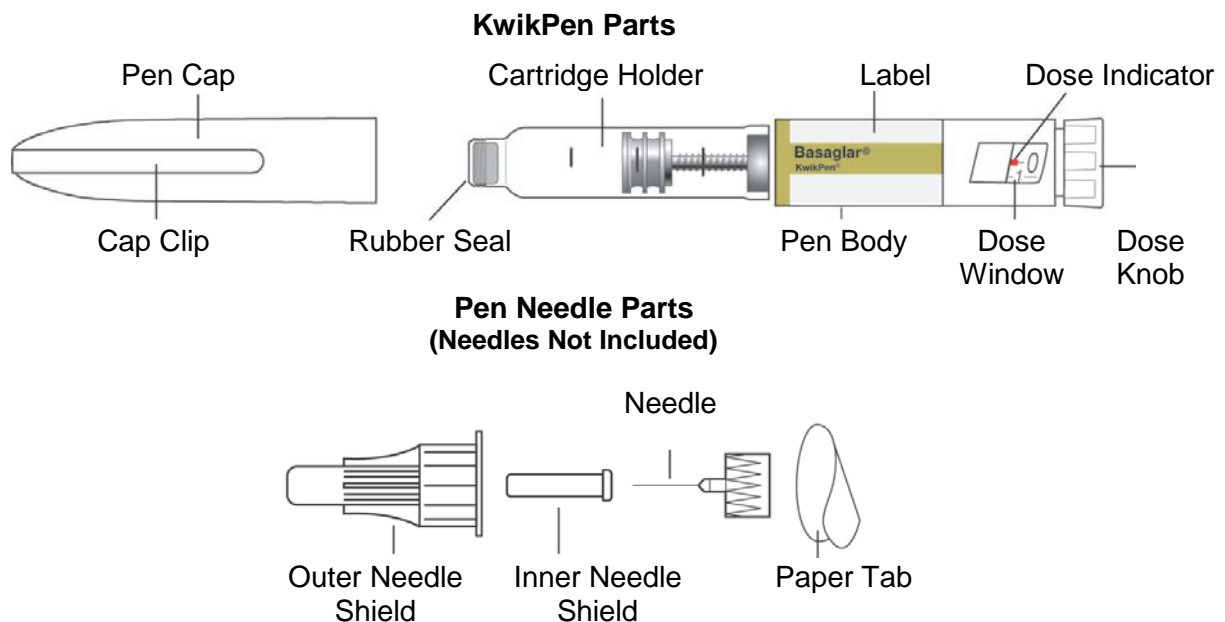 KwikPen Parts
Pen Cap
Cartridge Holder
Label
Dose Indicator
Basaglar®
KwikPen®
0
1
Cap Clip
Rubber Seal
Pen Body
Dose
Window
Dose
Knob
Pen Needle Parts
(Needles Not Included)
Needle
Outer Needle
Shield
Inner Needle
Shield
Paper Tab